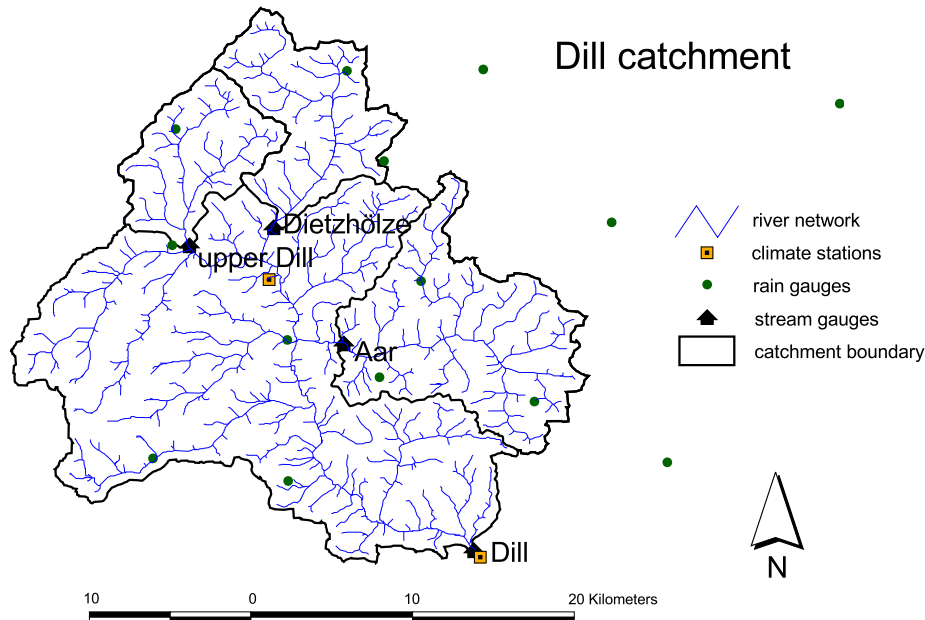 Dill catchment
Dietzhölze
upper Dill
Aar
Dill
river network
climate stations
rain gauges
stream gauges
catchment boundary
N
10 0 10 20 Kilometers